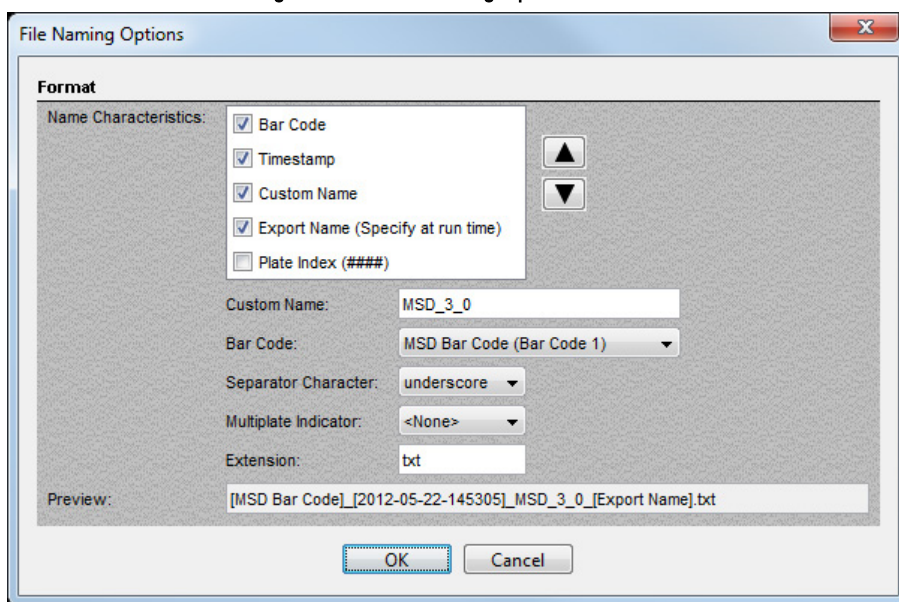 File Naming Options
Format
Name Characteristics:
Bar Code
Timestamp
Custom Name
Export Name (Specify at run time)
Plate Index (####)
Custom Name: MSD_3_0
Bar Code: MSD Bar Code (Bar Code 1)
Separator Character: underscore
Multiplate Indicator: <None>
Extension: txt
Preview: [MSD Bar Code]_[2012-05-22-145305]_MSD_3_0_[Export Name].txt
OK Cancel